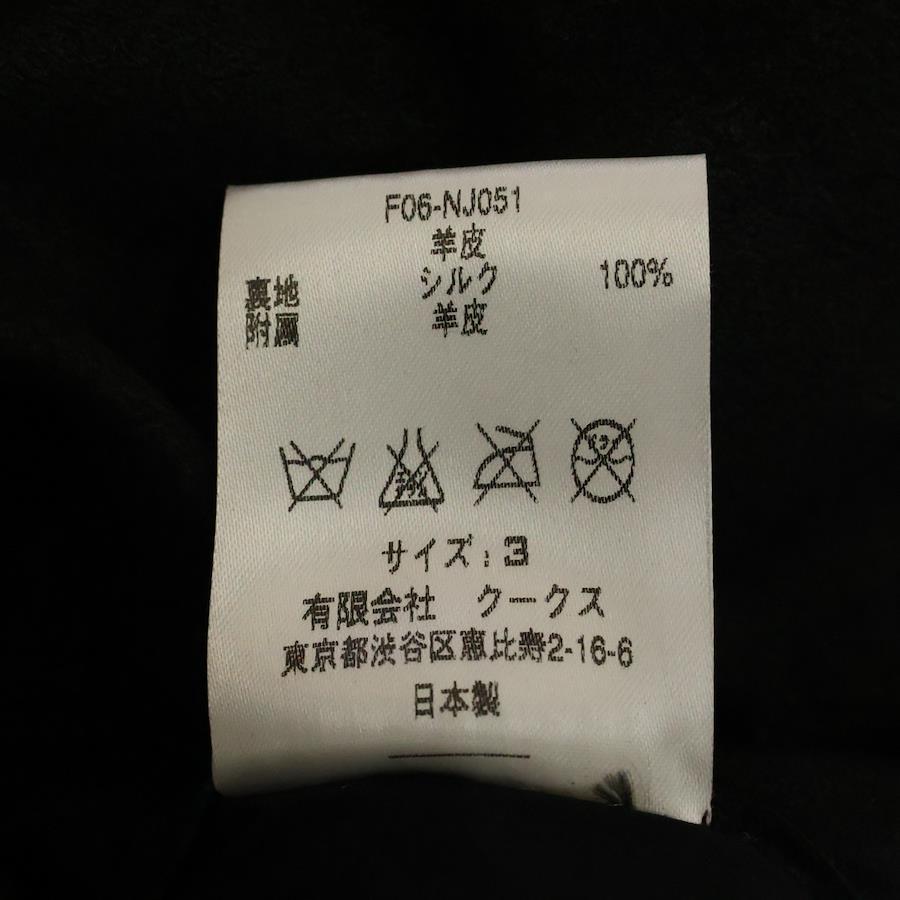 F06-NJ051
羊皮
裏地 シルク 100%
附属 羊皮
サイズ：3
有限会社 クークス
東京都渋谷区恵比寿2-16-6
日本製